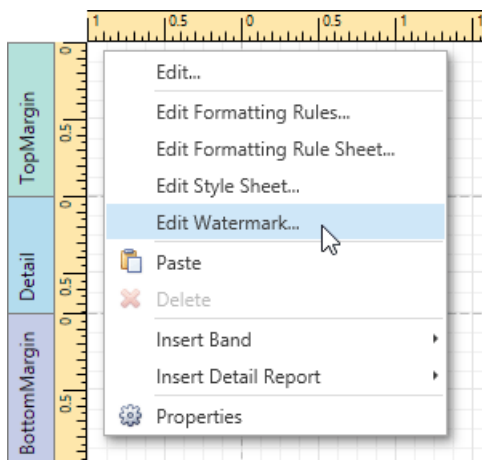 1 0.5 0 0.5 1
TopMargin
0
0.5
Detail
0
0.5
BottomMargin
0
0.5
Edit...
Edit Formatting Rules...
Edit Formatting Rule Sheet...
Edit Style Sheet...
Edit Watermark...
Paste
Delete
Insert Band
Insert Detail Report
Properties